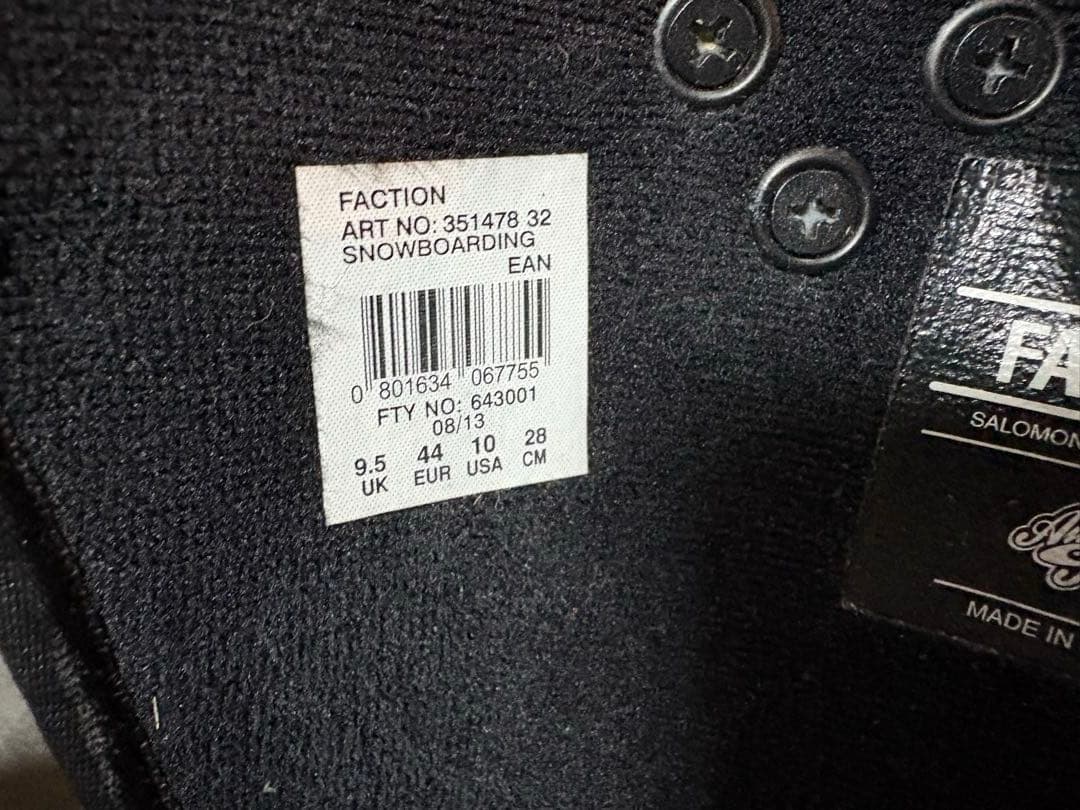 FACTION
ART NO: 351478 32
SNOWBOARDING
EAN
0 801634 067755
FTY NO: 643001
08/13
9.5 44 10 28
UK EUR USA CM
FA
SALOMON
MADE IN